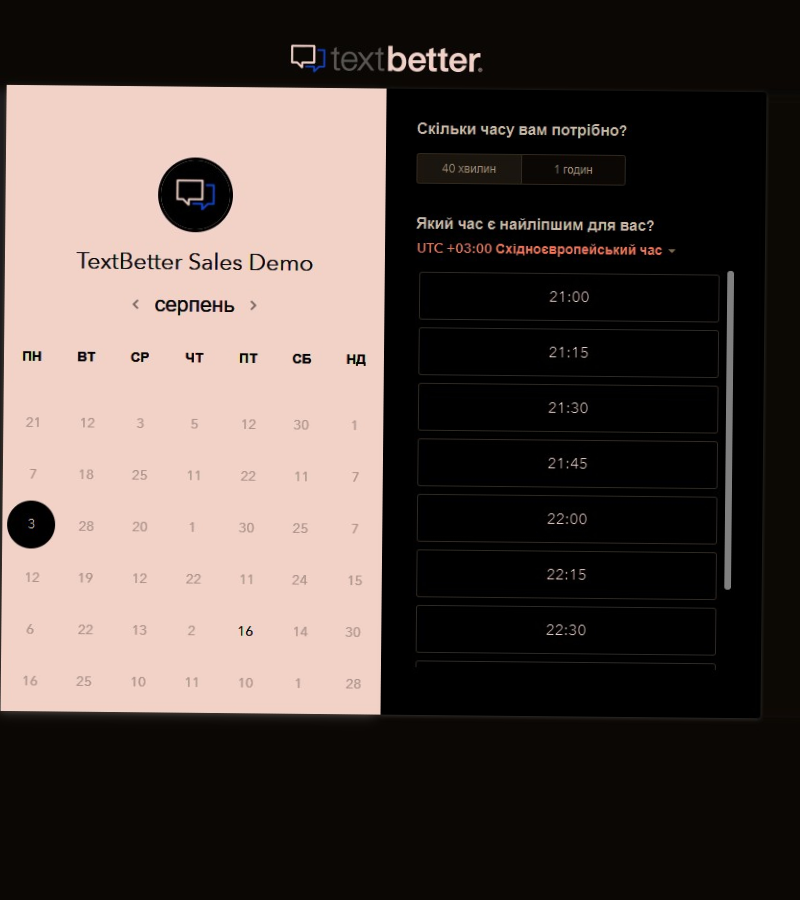 textbetter.
TextBetter Sales Demo
серпень
ПН ВТ СР ЧТ ПТ СБ НД
21 12 3 5 12 30 1
7 18 25 11 22 11 7
3 28 20 1 30 25 7
12 19 12 22 11 24 15
6 22 13 2 16 14 30
16 25 10 11 10 1 28
Скільки часу вам потрібно?
40 хвилин 1 годин
Який час є найліпшим для вас?
UTC +03:00 Східноєвропейський час
21:00
21:15
21:30
21:45
22:00
22:15
22:30